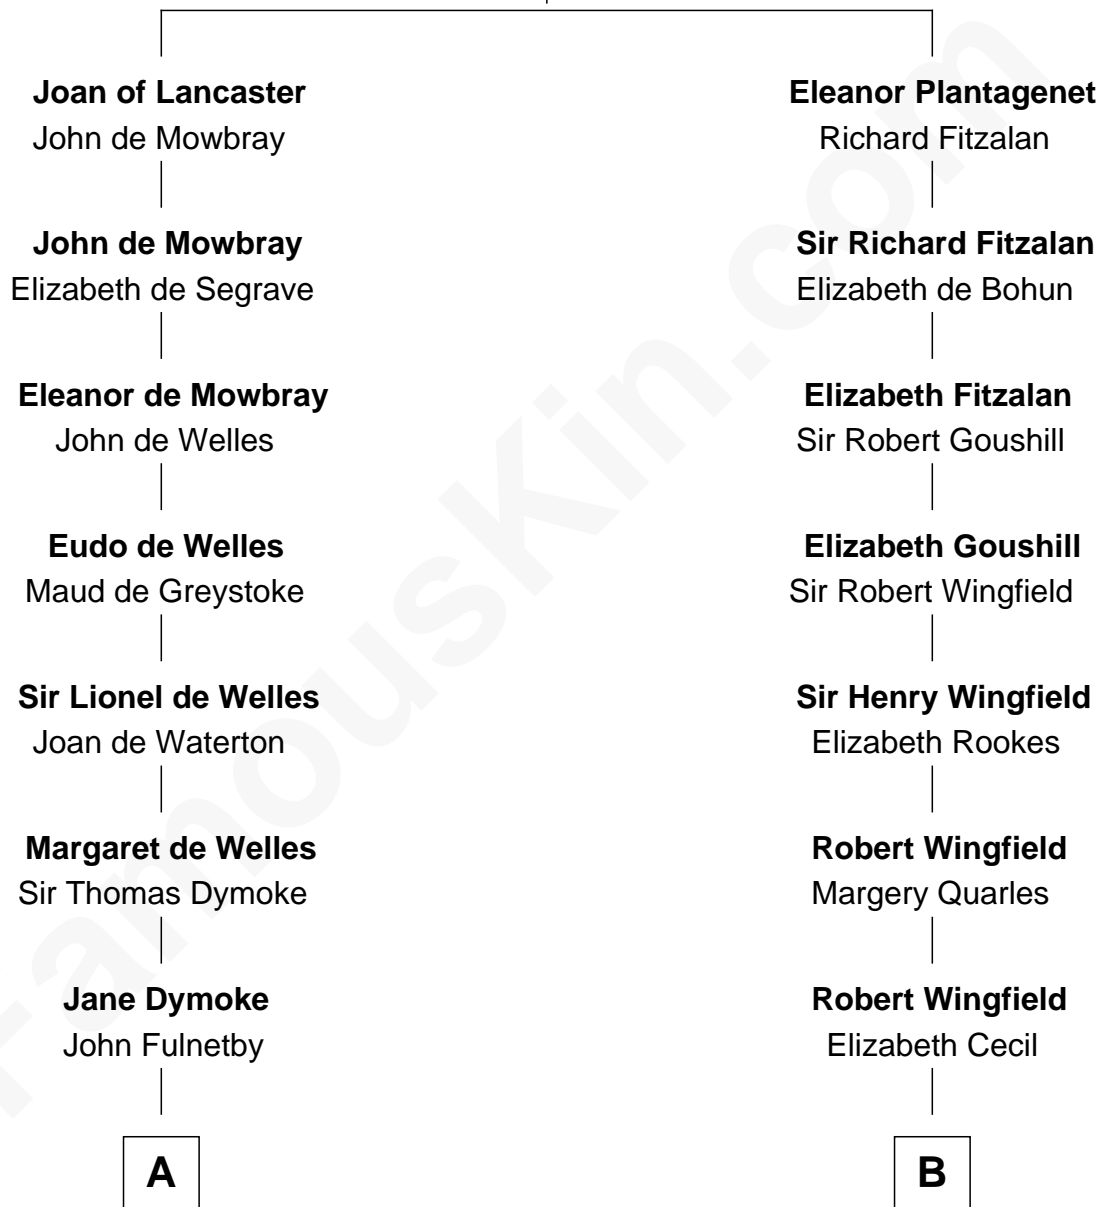 Joan of Lancaster
John de Mowbray
John de Mowbray
Elizabeth de Segrave
Eleanor de Mowbray
John de Welles
Eudo de Welles
Maud de Greystoke
Sir Lionel de Welles
Joan de Waterton
Margaret de Welles
Sir Thomas Dymoke
Jane Dymoke
John Fulnetby
A
Eleanor Plantagenet
Richard Fitzalan
Sir Richard Fitzalan
Elizabeth de Bohun
Elizabeth Fitzalan
Sir Robert Goushill
Elizabeth Goushill
Sir Robert Wingfield
Sir Henry Wingfield
Elizabeth Rookes
Robert Wingfield
Margery Quarles
Robert Wingfield
Elizabeth Cecil
B
FamousKin.com